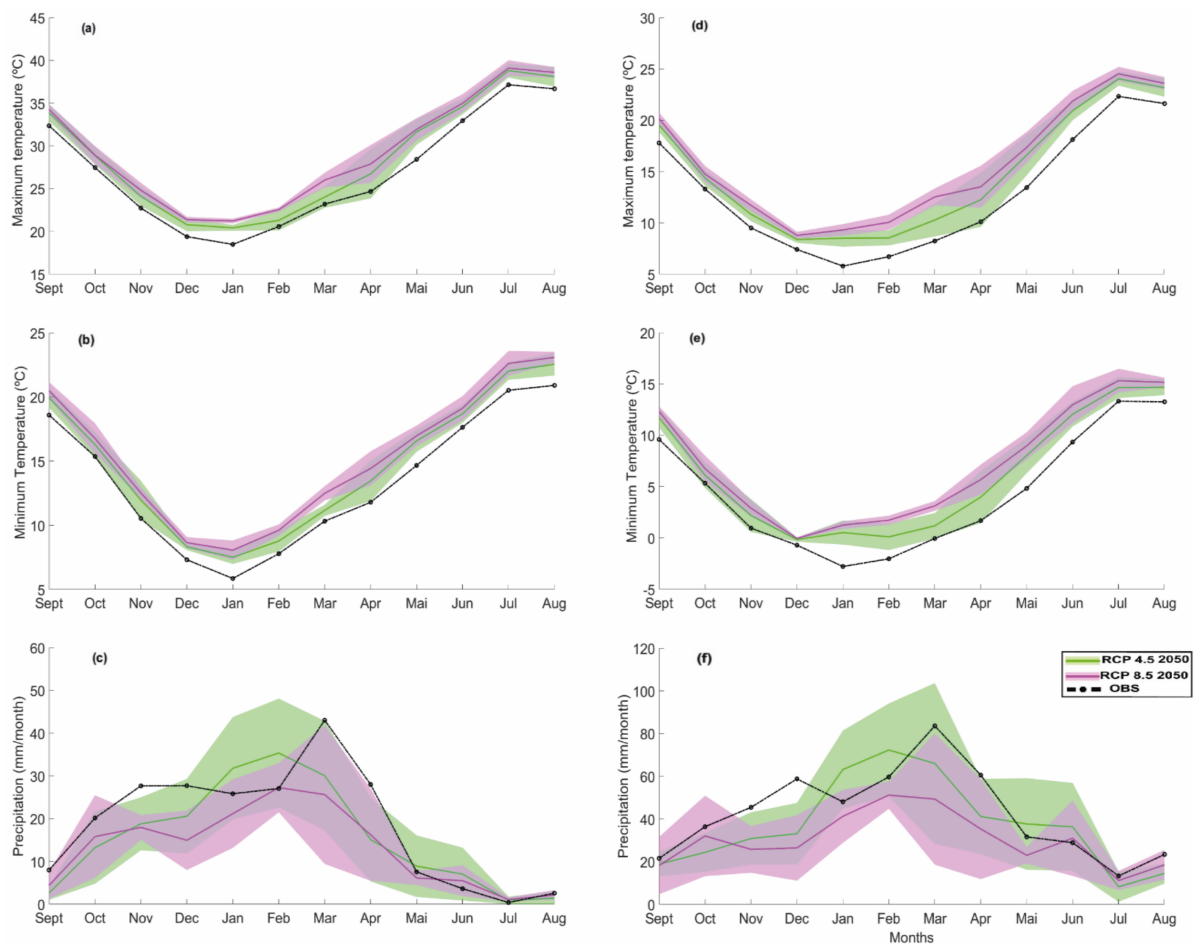 (a)
Maximum temperature (ºC)
45
40
35
30
25
20
15
Sept Oct Nov Dec Jan Feb Mar Apr Mai Jun Jul Aug
(d)
Maximum temperature (ºC)
30
25
20
15
10
5
Sept Oct Nov Dec Jan Feb Mar Apr Mai Jun Jul Aug
(b)
Minimum Temperature (ºC)
25
20
15
10
5
Sept Oct Nov Dec Jan Feb Mar Apr Mai Jun Jul Aug
(e)
Minimum Temperature (ºC)
20
15
10
5
0
-5
Sept Oct Nov Dec Jan Feb Mar Apr Mai Jun Jul Aug
(c)
Precipitation (mm/month)
60
50
40
30
20
10
0
Sept Oct Nov Dec Jan Feb Mar Apr Mai Jun Jul Aug
(f)
Precipitation (mm/month)
120
100
80
60
40
20
0
Sept Oct Nov Dec Jan Feb Mar Apr Mai Jun Jul Aug
Months
RCP 4.5 2050
RCP 8.5 2050
OBS